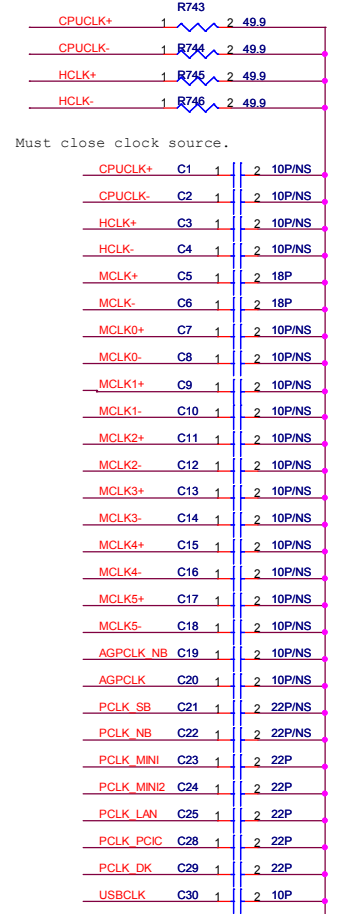 R743
CPUCLK+ 1 2 49.9
CPUCLK- 1 R744 2 49.9
HCLK+ 1 R745 2 49.9
HCLK- 1 R746 2 49.9
Must close clock source.
CPUCLK+ C1 1 2 10P/NS
CPUCLK- C2 1 2 10P/NS
HCLK+ C3 1 2 10P/NS
HCLK- C4 1 2 10P/NS
MCLK+ C5 1 2 18P
MCLK- C6 1 2 18P
MCLK0+ C7 1 2 10P/NS
MCLK0- C8 1 2 10P/NS
MCLK1+ C9 1 2 10P/NS
MCLK1- C10 1 2 10P/NS
MCLK2+ C11 1 2 10P/NS
MCLK2- C12 1 2 10P/NS
MCLK3+ C13 1 2 10P/NS
MCLK3- C14 1 2 10P/NS
MCLK4+ C15 1 2 10P/NS
MCLK4- C16 1 2 10P/NS
MCLK5+ C17 1 2 10P/NS
MCLK5- C18 1 2 10P/NS
AGPCLK_NB C19 1 2 10P/NS
AGPCLK C20 1 2 10P/NS
PCLK_SB C21 1 2 22P/NS
PCLK_NB C22 1 2 22P/NS
PCLK_MINI C23 1 2 22P
PCLK_MINI2 C24 1 2 22P
PCLK_LAN C25 1 2 22P
PCLK_PCIC C28 1 2 22P
PCLK_DK C29 1 2 22P
USBCLK C30 1 2 10P